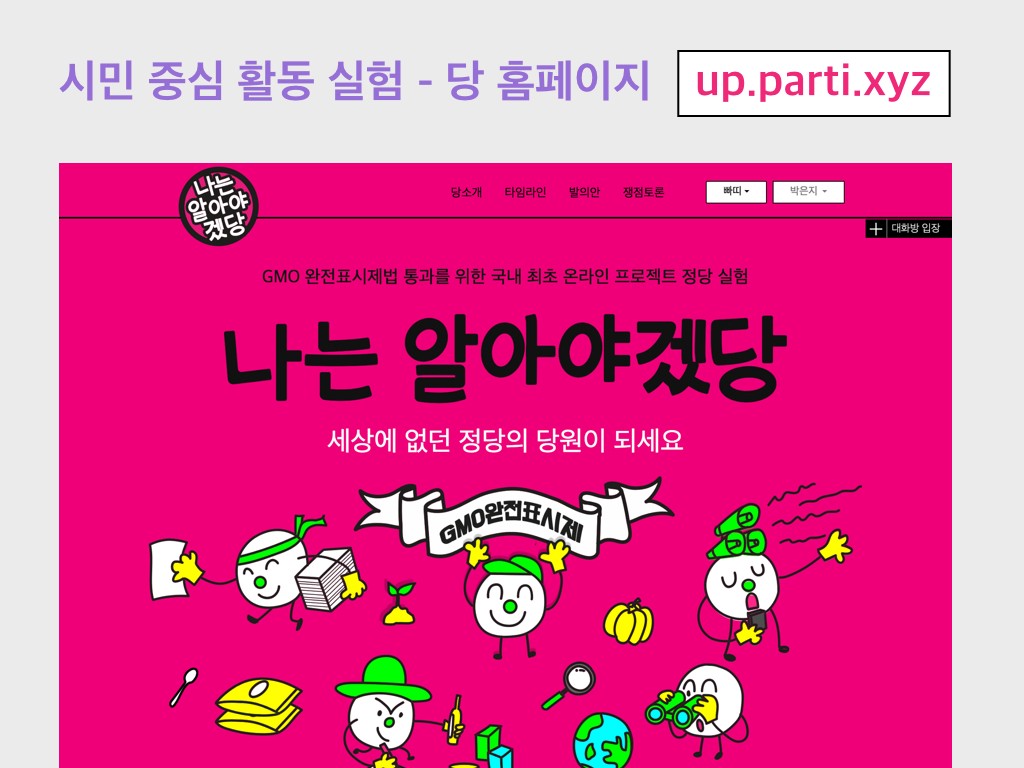 시민 중심 활동 실험 - 당 홈페이지
up.parti.xyz
나는
알아야
겠당
당소개 타임라인 발의안 쟁점토론 빠띠 박은지
대화방 입장
GMO 완전표시제법 통과를 위한 국내 최초 온라인 프로젝트 정당 실험
나는 알아야겠당
세상에 없던 정당의 당원이 되세요
GMO완전표시제